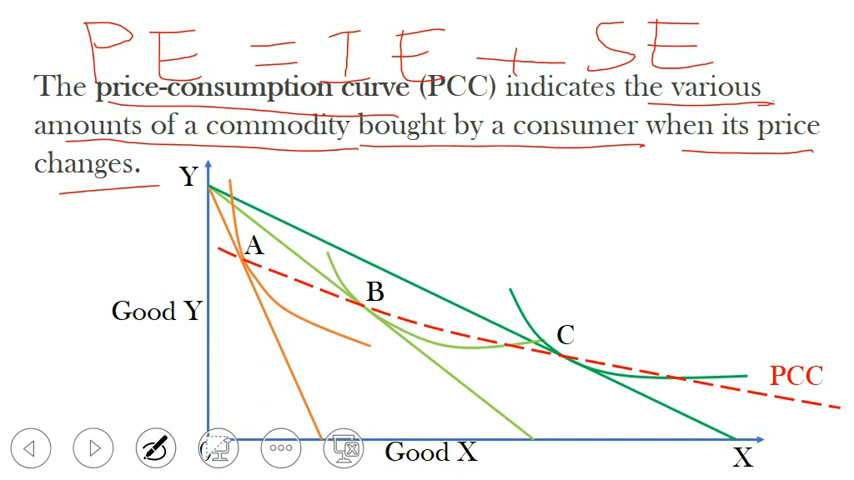 PE = IE + SE
The price-consumption curve (PCC) indicates the various
amounts of a commodity bought by a consumer when its price
changes.
Y
A
B
Good Y
C
PCC
Good X
X